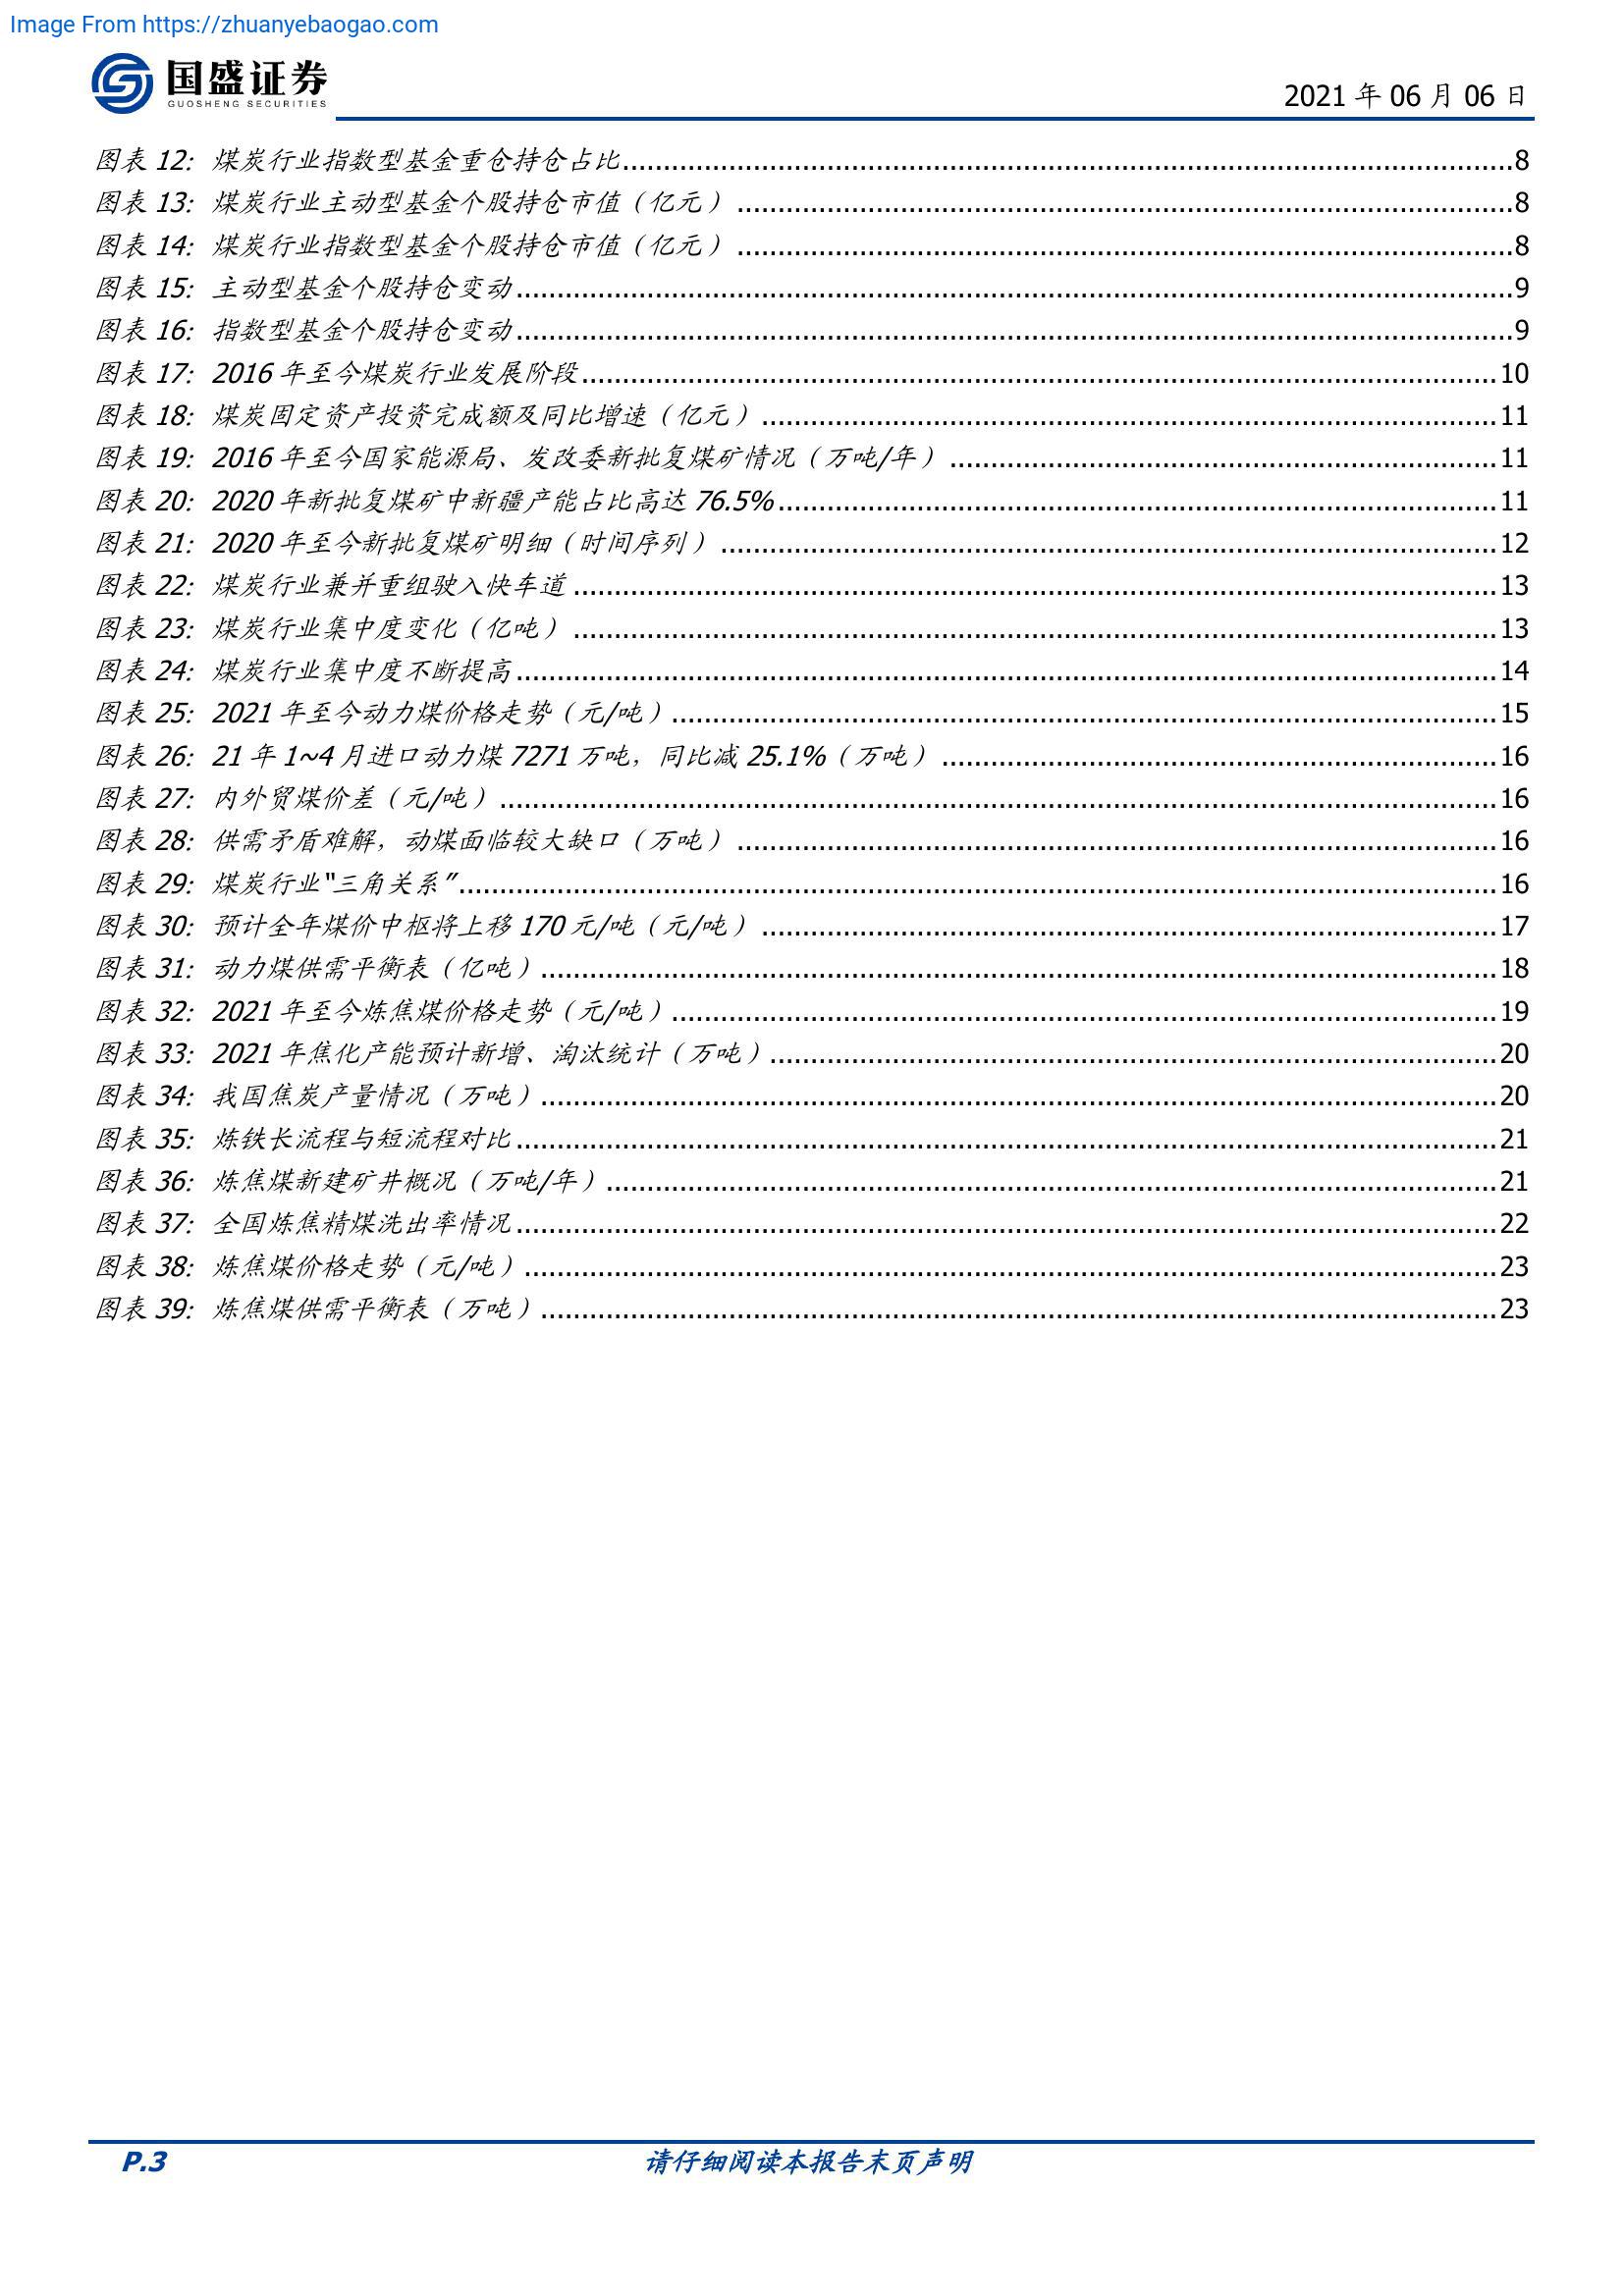 Image From https://zhuanyebaogao.com
国盛证券
GUOSHENG SECURITIES
2021 年 06 月 06 日
图表 12：煤炭行业指数型基金重仓持仓占比 8
图表 13：煤炭行业主动型基金个股持仓市值（亿元） 8
图表 14：煤炭行业指数型基金个股持仓市值（亿元） 8
图表 15：主动型基金个股持仓变动 9
图表 16：指数型基金个股持仓变动 9
图表 17：2016 年至今煤炭行业发展阶段 10
图表 18：煤炭固定资产投资完成额及同比增速（亿元） 11
图表 19：2016 年至今国家能源局、发改委新批复煤矿情况（万吨/年） 11
图表 20：2020 年新批复煤矿中新疆产能占比高达 76.5% 11
图表 21：2020 年至今新批复煤矿明细（时间序列） 12
图表 22：煤炭行业兼并重组驶入快车道 13
图表 23：煤炭行业集中度变化（亿吨） 13
图表 24：煤炭行业集中度不断提高 14
图表 25：2021 年至今动力煤价格走势（元/吨） 15
图表 26：21 年 1~4 月进口动力煤 7271 万吨，同比减 25.1%（万吨） 16
图表 27：内外贸煤价差（元/吨） 16
图表 28：供需矛盾难解，动煤面临较大缺口（万吨） 16
图表 29：煤炭行业“三角关系” 16
图表 30：预计全年煤价中枢将上移 170 元/吨（元/吨） 17
图表 31：动力煤供需平衡表（亿吨） 18
图表 32：2021 年至今炼焦煤价格走势（元/吨） 19
图表 33：2021 年焦化产能预计新增、淘汰统计（万吨） 20
图表 34：我国焦炭产量情况（万吨） 20
图表 35：炼铁长流程与短流程对比 21
图表 36：炼焦煤新建矿井概况（万吨/年） 21
图表 37：全国炼焦精煤洗出率情况 22
图表 38：炼焦煤价格走势（元/吨） 23
图表 39：炼焦煤供需平衡表（万吨） 23
P.3
请仔细阅读本报告末页声明